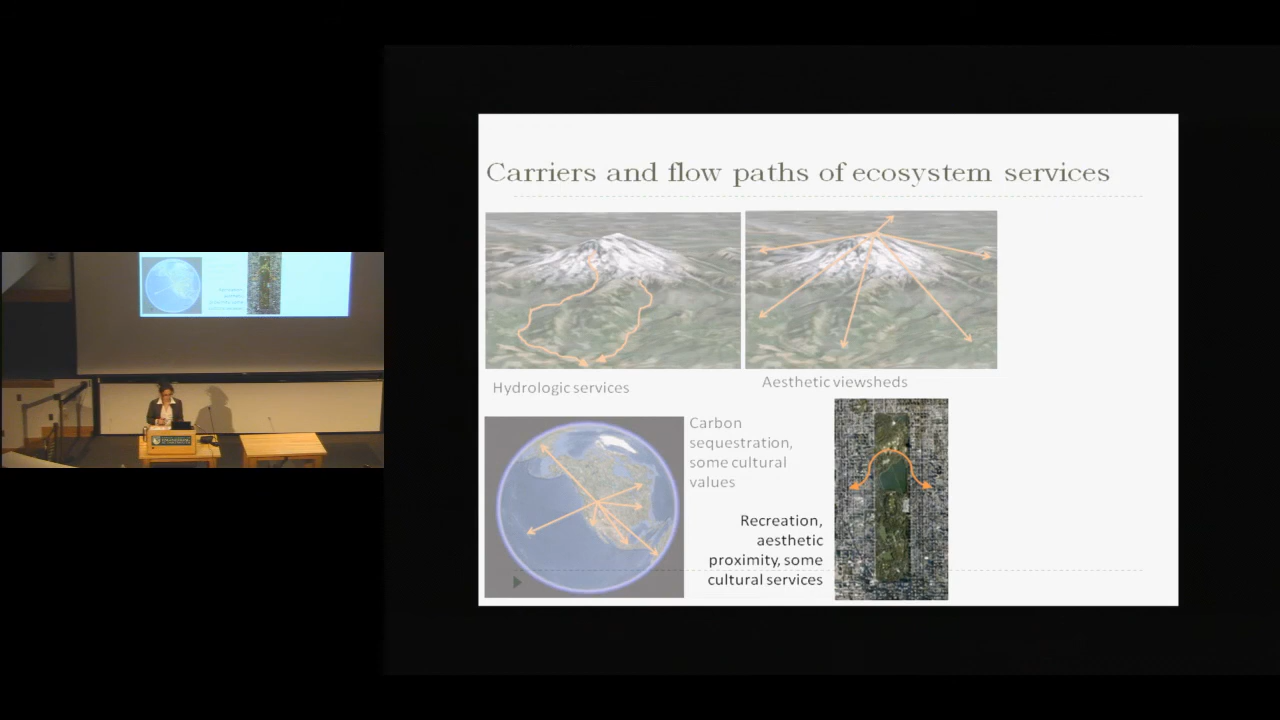 Carriers and flow paths of ecosystem services
Hydrologic services
Aesthetic viewsheds
Carbon
sequestration,
some cultural
values
Recreation,
aesthetic
proximity, some
cultural services